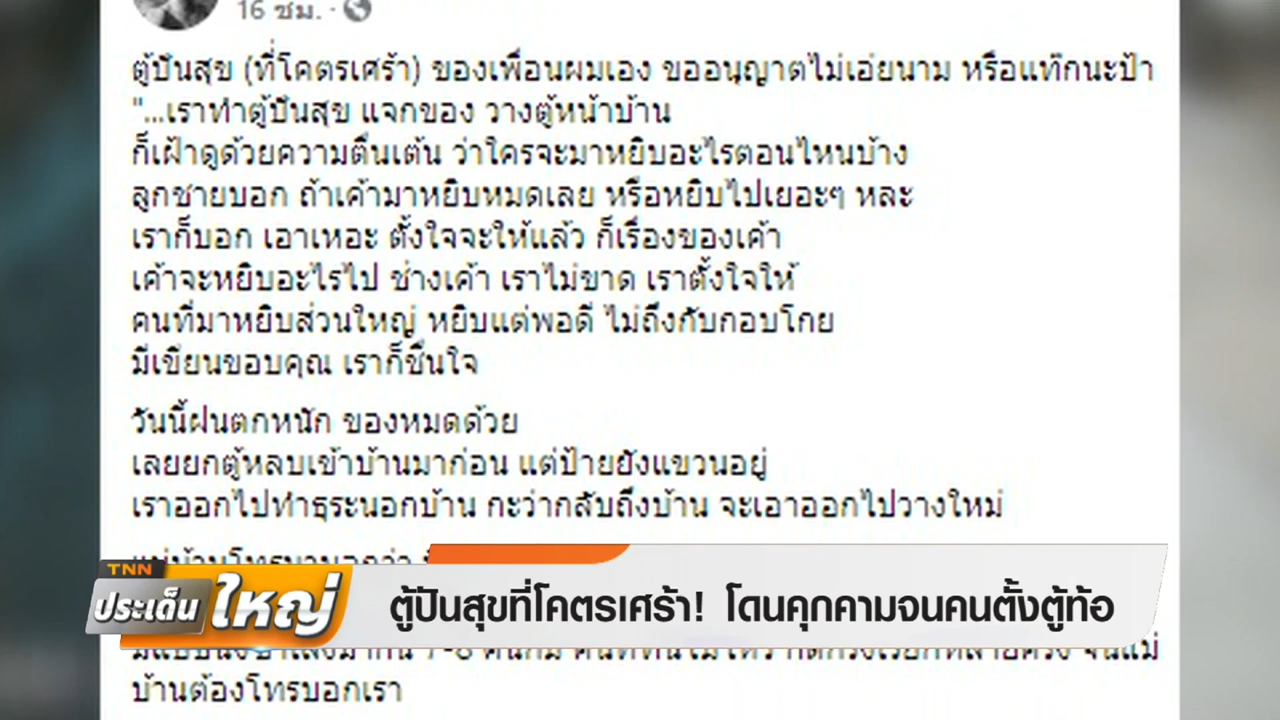 16 ชม. ·
ตู้ปันสุข (ที่โคตรเศร้า) ของเพื่อนผมเอง ขออนุญาตไม่เอ่ยนาม หรือแท๊กนะป้า
"...เราทำตู้ปันสุข แจกของ วางตู้หน้าบ้าน
ก็เฝ้าดูด้วยความตื่นเต้น ว่าใครจะมาหยิบอะไรตอนไหนบ้าง
ลูกชายบอก ถ้าเค้ามาหยิบหมดเลย หรือหยิบไปเยอะๆ หละ
เราก็บอก เอาเหอะ ตั้งใจจะให้แล้ว ก็เรื่องของเค้า
เค้าจะหยิบอะไรไป ช่างเค้า เราไม่ขาด เราตั้งใจให้
คนที่มาหยิบส่วนใหญ่ หยิบแต่พอดี ไม่ถึงกับกอบโกย
มีเขียนขอบคุณ เราก็ชื่นใจ
วันนี้ฝนตกหนัก ของหมดด้วย
เลยยกตู้หลบเข้าบ้านมาก่อน แต่ป้ายยังแขวนอยู่
เราออกไปทำธุระนอกบ้าน กะว่ากลับถึงบ้าน จะเอาออกไปวางใหม่
แม่บ้านโทรมาบอกว่า
TNN
ประเด็นใหญ่
ตู้ปันสุขที่โคตรเศร้า! โดนคุกคามจนคนตั้งตู้ท้อ
จนแม่
บ้านต้องโทรบอกเรา